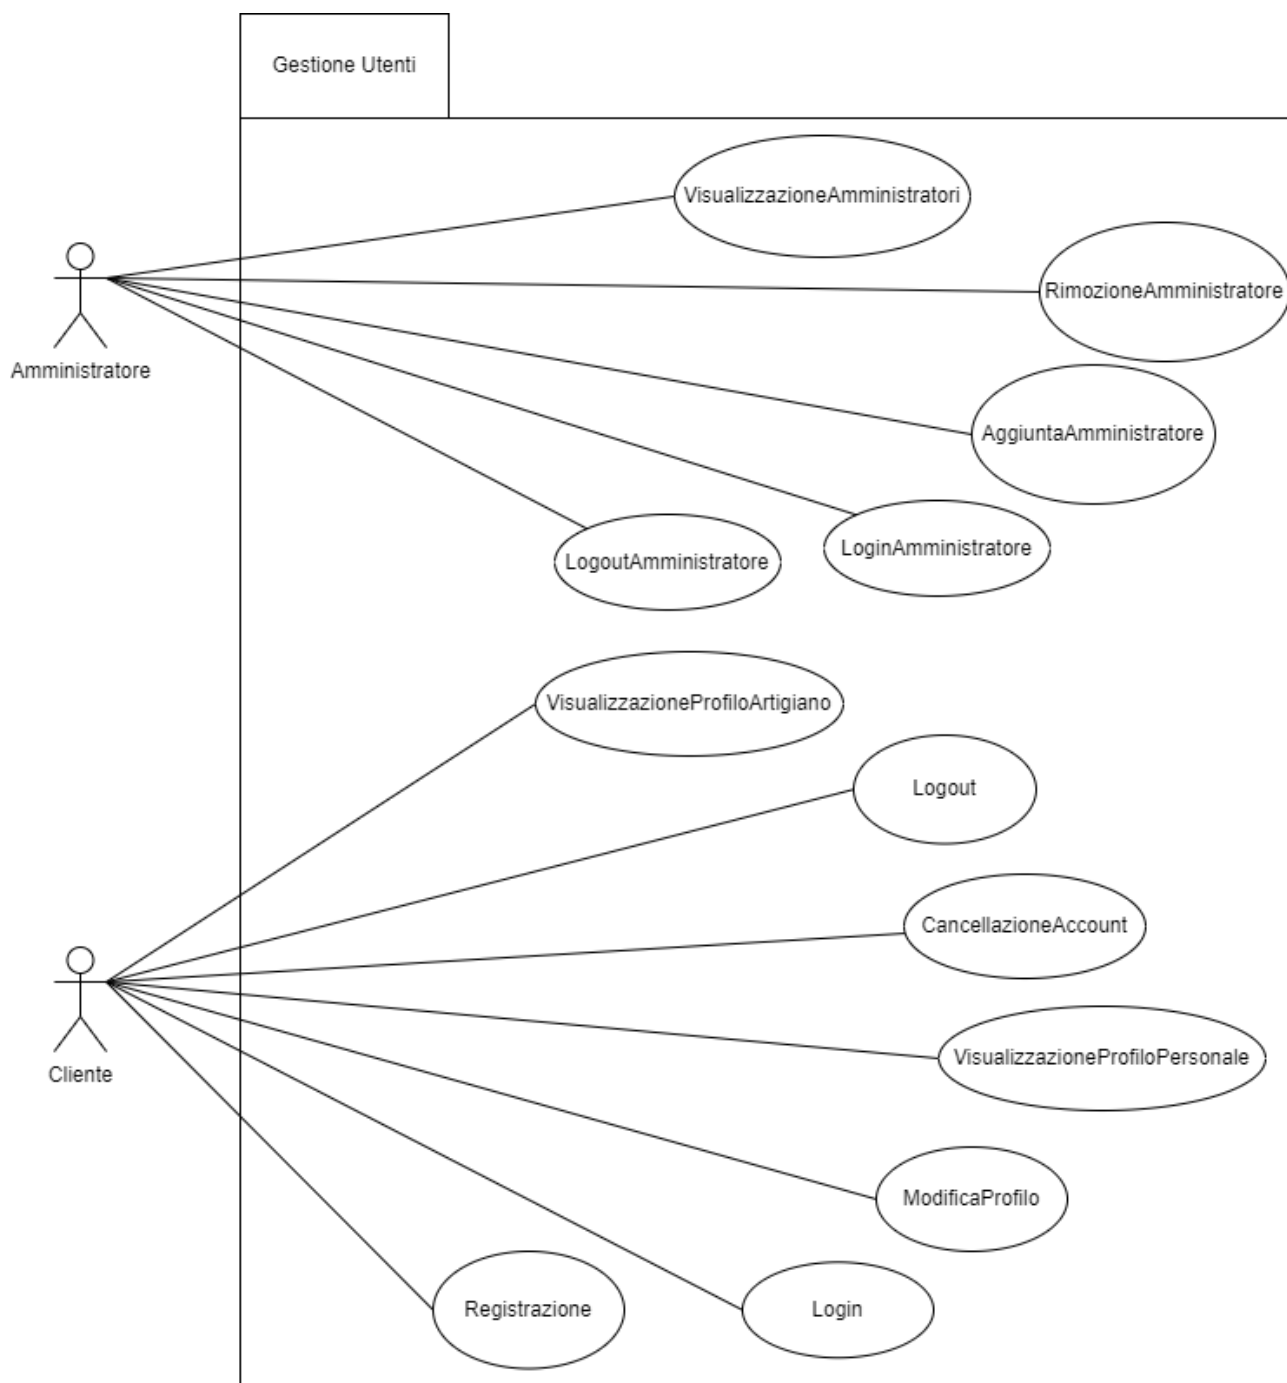 Gestione Utenti
VisualizzazioneAmministratori
RimozioneAmministratore
Amministratore
AggiuntaAmministratore
LoginAmministratore
LogoutAmministratore
VisualizzazioneProfiloArtigiano
Logout
CancellazioneAccount
VisualizzazioneProfiloPersonale
Cliente
ModificaProfilo
Registrazione
Login